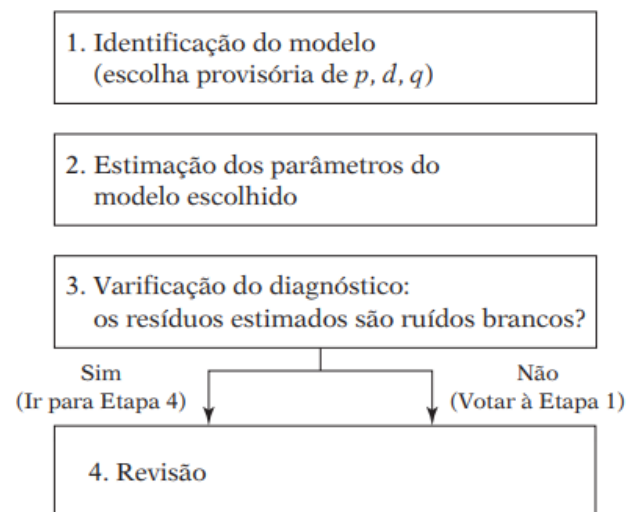 1. Identificação do modelo
(escolha provisória de p, d, q)
2. Estimação dos parâmetros do
modelo escolhido
3. Varificação do diagnóstico:
os resíduos estimados são ruídos brancos?
Sim
(Ir para Etapa 4)
Não
(Votar à Etapa 1)
4. Revisão